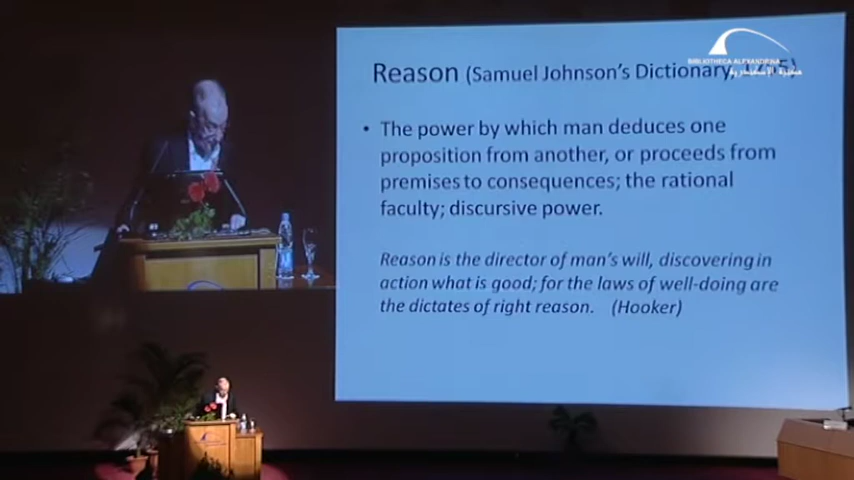 Reason (Samuel Johnson's Dictionary,
BIBLIOTHECA ALEXANDRINA
مكتبة الإسكندرية
• The power by which man deduces one
proposition from another, or proceeds from
premises to consequences; the rational
faculty; discursive power.
Reason is the director of man's will, discovering in
action what is good; for the laws of well-doing are
the dictates of right reason. (Hooker)